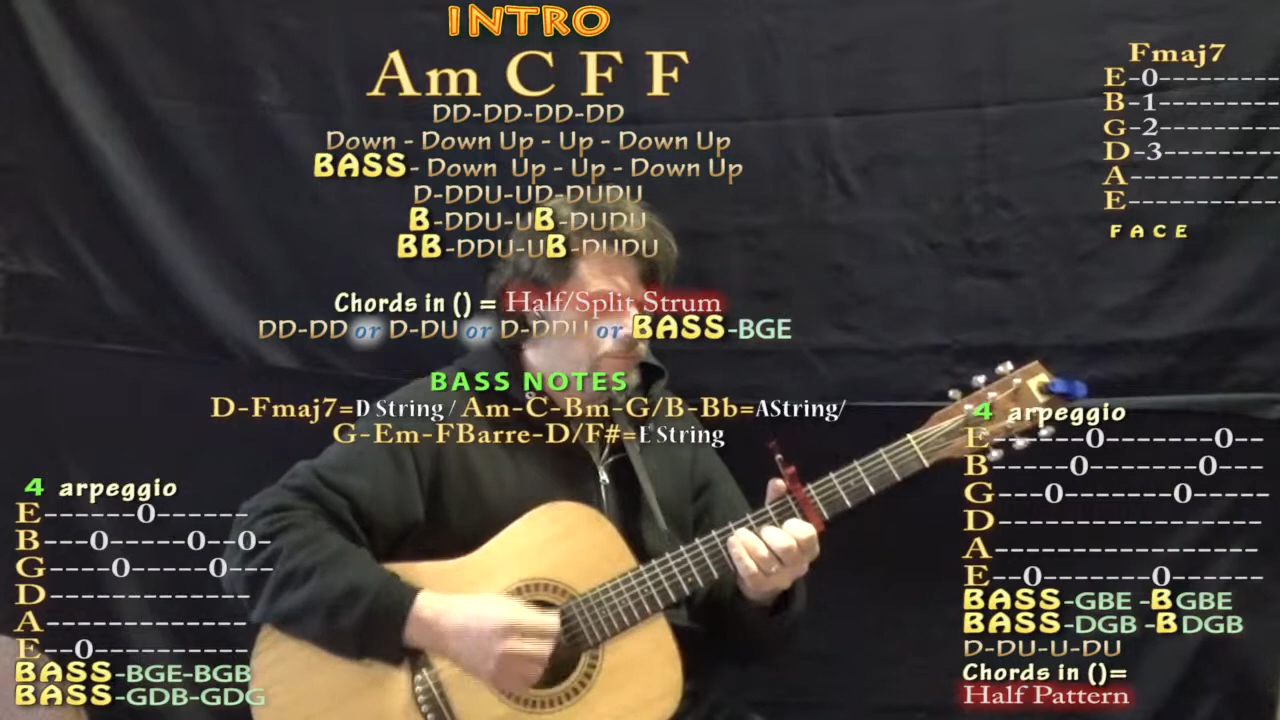 INTRO
Am C F F
DD-DD-DD-DD
Down - Down Up - Up - Down Up
BASS - Down Up - Up - Down Up
D-DDU-UD-DUDU
B-DDU-UB-DUDU
BB-DDU-UB-DUDU
Chords in () = Half/Split Strum
DD-DD or D-DU or D-DDU or BASS-BGE
BASS NOTES
D-Fmaj7=D String / Am-C-Bm-G/B-Bb=AString/
G-Em-FBarre-D/F#=E String
Fmaj7
E-0---------
B-1---------
G-2---------
D-3---------
A-----------
E-----------
F A C E
4 arpeggio
E------0------
B---0----0--0-
G----0----0---
D-------------
A-------------
E--0----------
BASS-BGE-BGB
BASS-GDB-GDG
4 arpeggio
E------0-------0--
B-----0-------0---
G---0-------0-----
D-----------------
A-----------------
E--0-------0------
BASS-GBE -BGBE
BASS-DGB -BDGB
D-DU-U-DU
Chords in ()=
Half Pattern